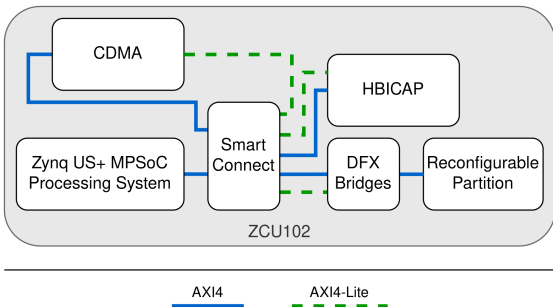 CDMA
HBICAP
Smart
Connect
Zynq US+ MPSoC
Processing System
DFX
Bridges
Reconfigurable
Partition
ZCU102
AXI4
AXI4-Lite